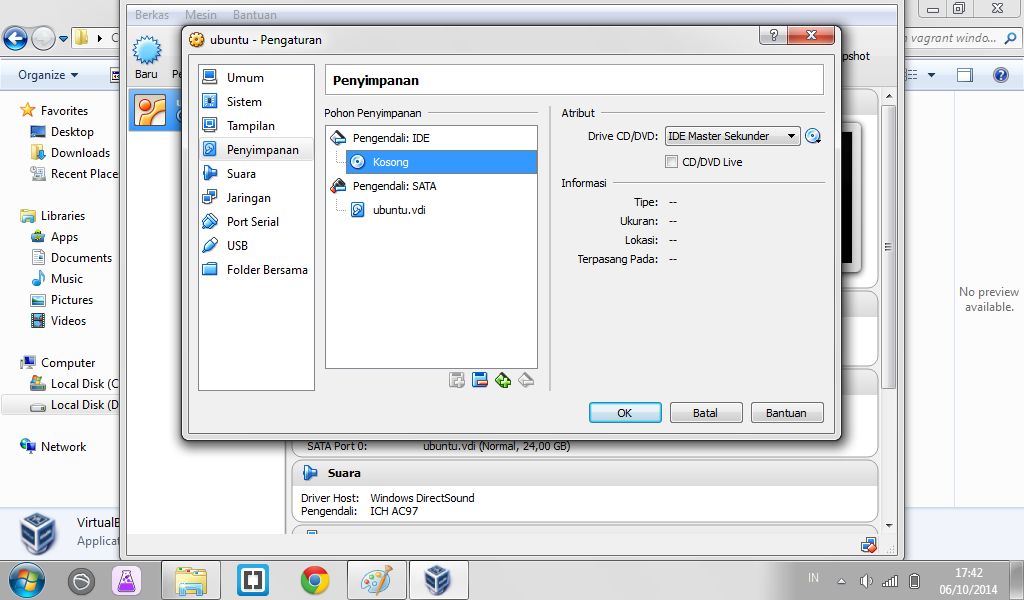 Berkas Mesin Bantuan
vagrant windo...
ubuntu - Pengaturan
Organize
Baru
pshot
Favorites
Desktop
Downloads
Recent Place
Libraries
Apps
Documents
Music
Pictures
Videos
Computer
Local Disk (C
Local Disk (D
Network
Umum
Sistem
Tampilan
Penyimpanan
Suara
Jaringan
Port Serial
USB
Folder Bersama
Penyimpanan
Pohon Penyimpanan
Pengendali: IDE
Kosong
Pengendali: SATA
ubuntu.vdi
Atribut
Drive CD/DVD: IDE Master Sekunder
CD/DVD Live
Informasi
Tipe: --
Ukuran: --
Lokasi: --
Terpasang Pada: --
OK Batal Bantuan
No preview
available.
SATA Port 0: ubuntu.vdi (Normal, 24,00 GB)
Suara
Driver Host: Windows DirectSound
Pengendali: ICH AC97
VirtualB
Applicat
IN
17:42
06/10/2014